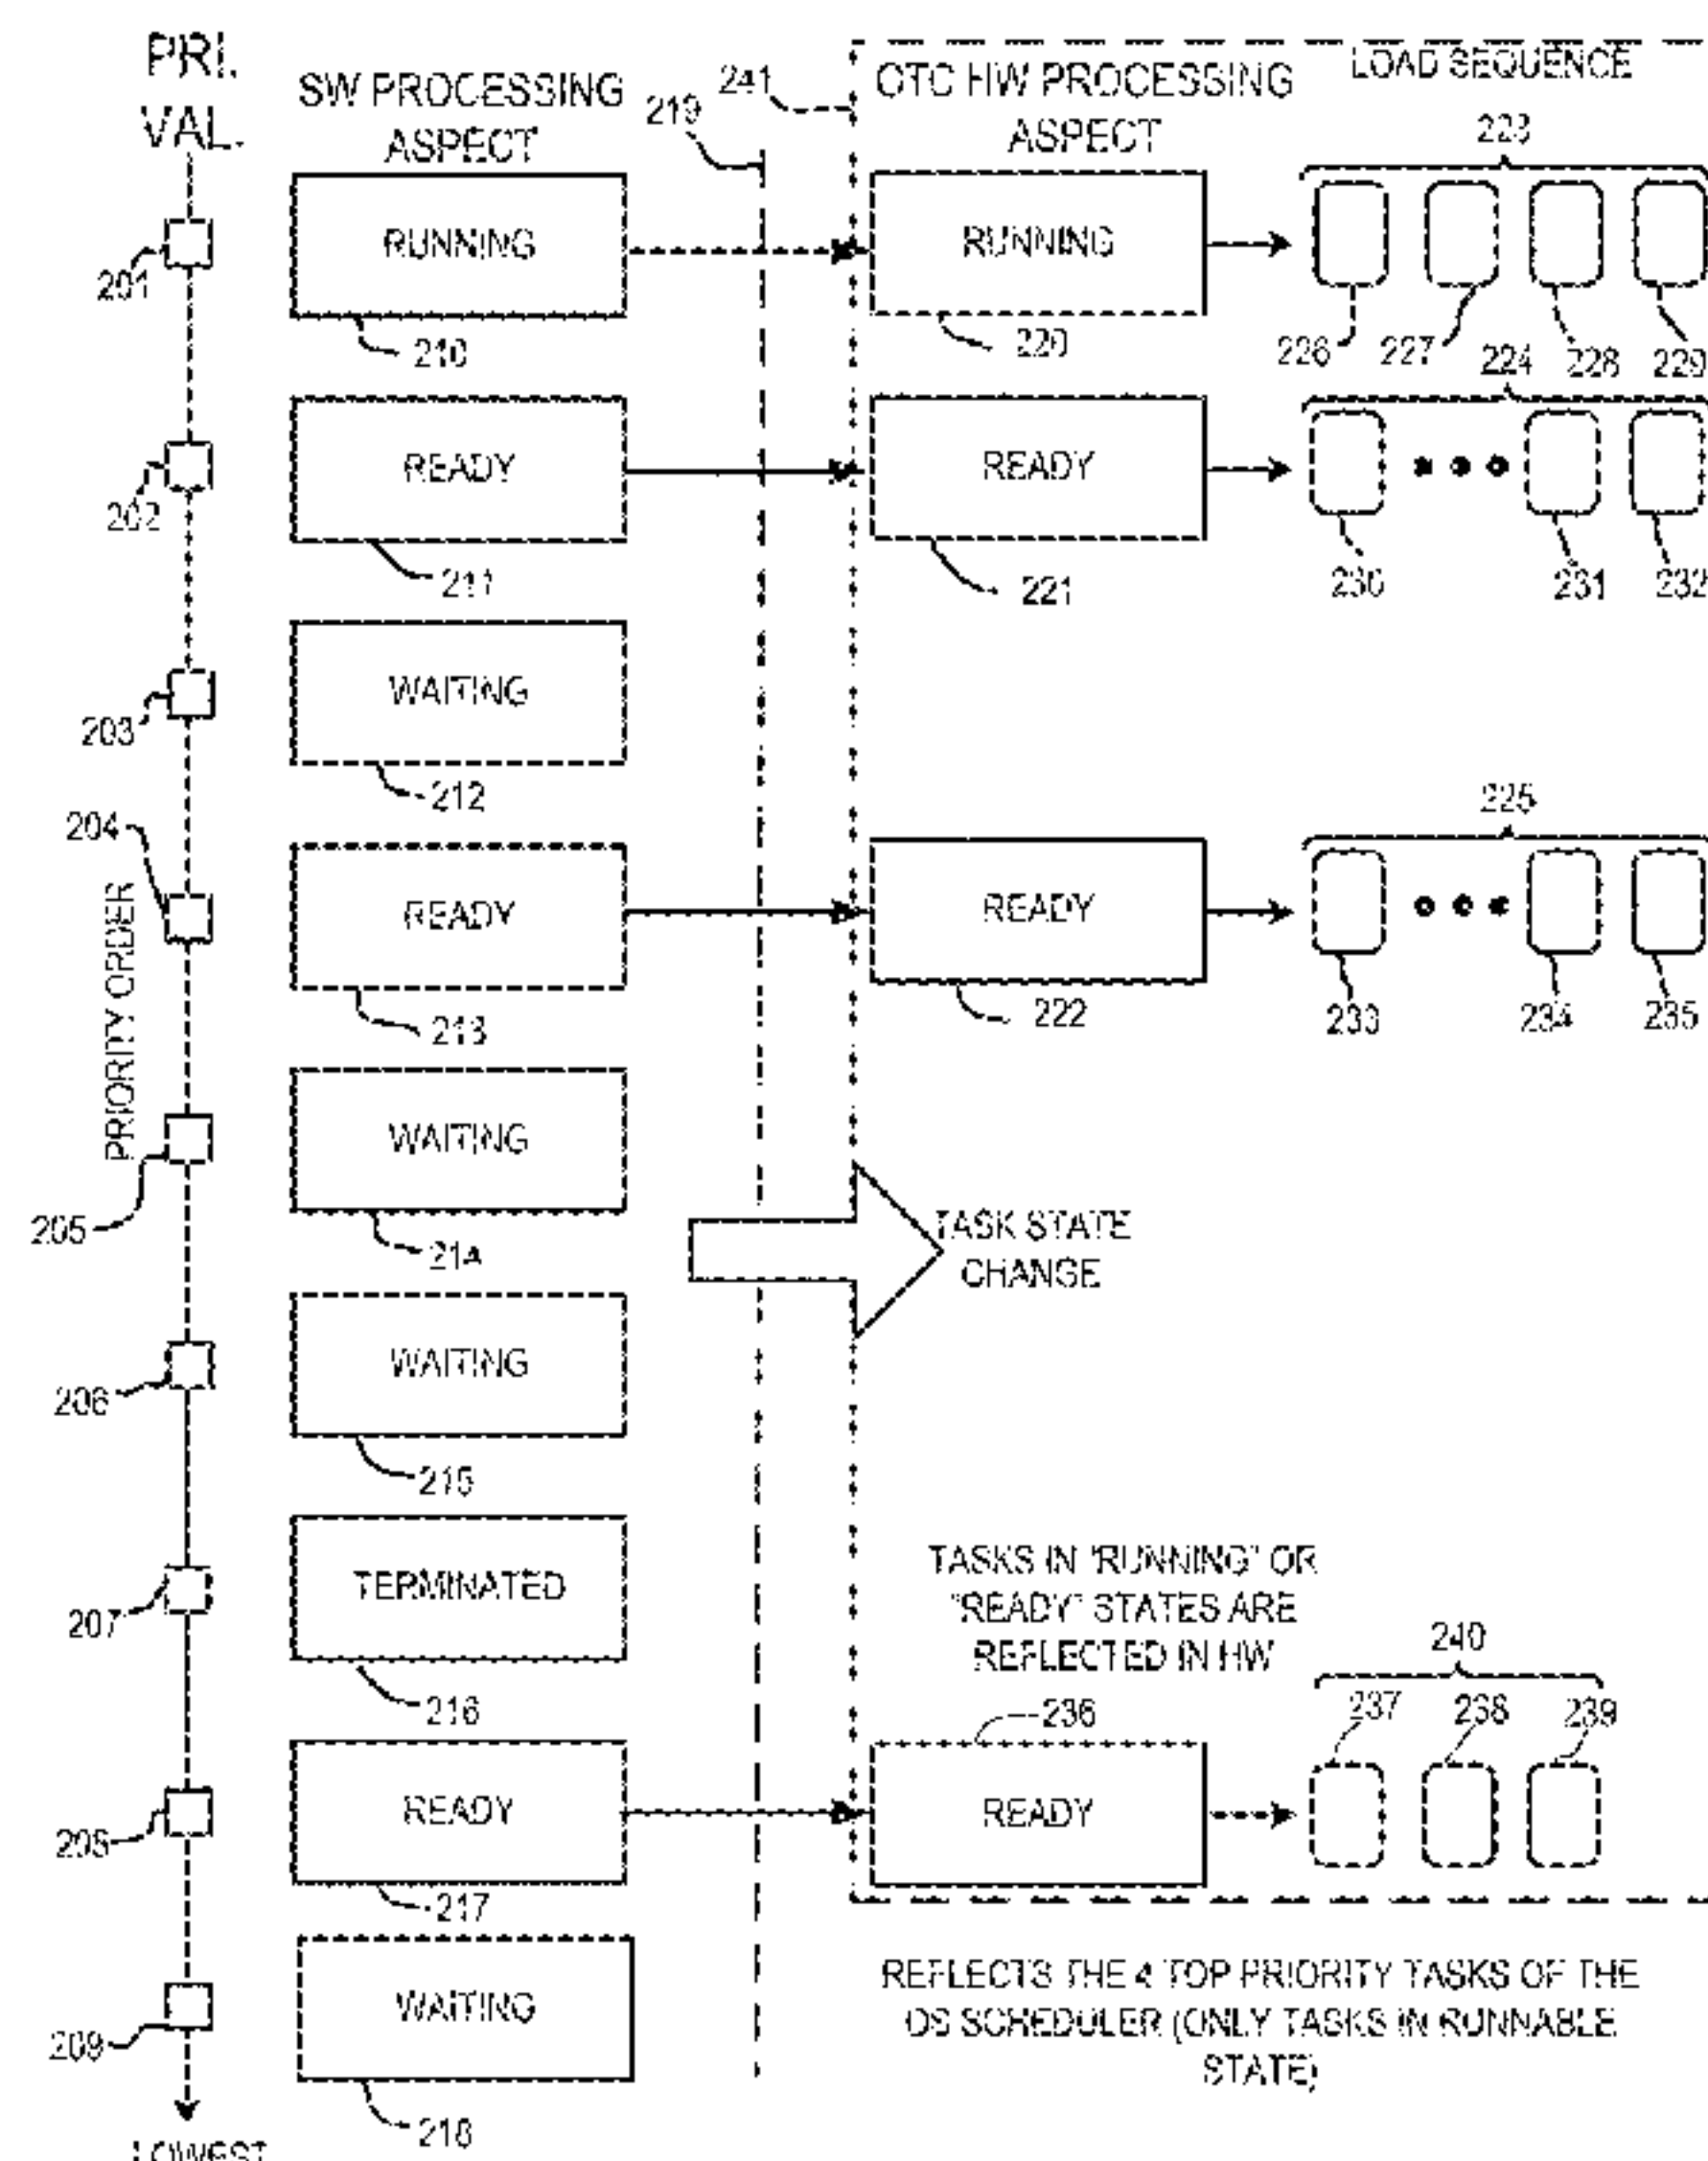 PRI.
VAL.
SW PROCESSING
ASPECT
219
241
OTC HW PROCESSING
ASPECT
LOAD SEQUENCE
223
201
RUNNING
210
RUNNING
220
226
227
228
229
224
202
READY
211
READY
221
230
231
232
203
WAITING
212
204
READY
213
READY
222
225
233
234
235
PRIORITY ORDER
205
WAITING
214
TASK STATE
CHANGE
206
WAITING
215
207
TERMINATED
216
TASKS IN "RUNNING" OR
"READY" STATES ARE
REFLECTED IN HW
240
236
237
238
239
208
READY
217
READY
209
WAITING
218
REFLECTS THE 4 TOP PRIORITY TASKS OF THE
OS SCHEDULER (ONLY TASKS IN RUNNABLE
STATE)
LOWEST